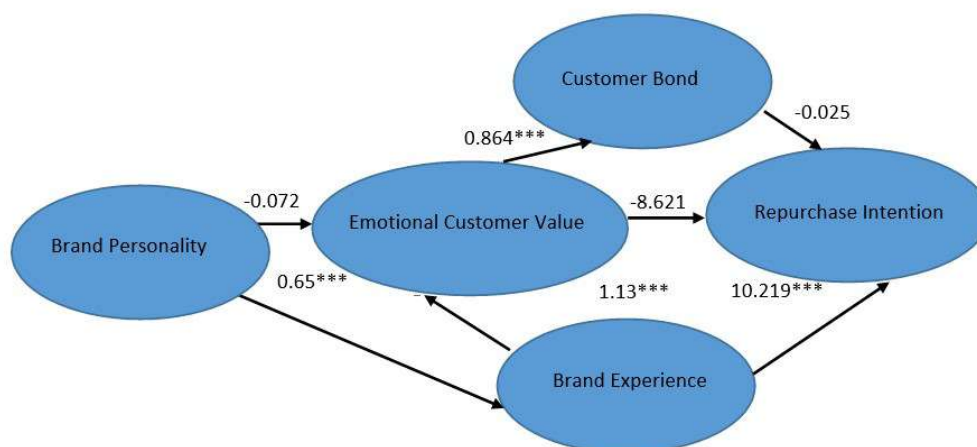 Customer Bond
-0.025
0.864***
-0.072
Emotional Customer Value
-8.621
Repurchase Intention
Brand Personality
0.65***
1.13***
10.219***
Brand Experience